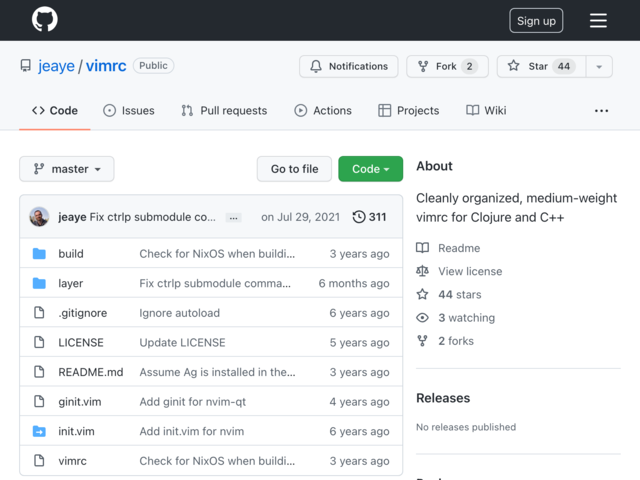 Sign up
jeaye / vimrc Public
Notifications Fork 2 Star 44
Code Issues Pull requests Actions Projects Wiki ...
master Go to file Code
jeaye Fix ctrlp submodule co... ... on Jul 29, 2021 311
build Check for NixOS when buildi... 3 years ago
layer Fix ctrlp submodule comma... 6 months ago
.gitignore Ignore autoload 6 years ago
LICENSE Update LICENSE 5 years ago
README.md Assume Ag is installed in the... 3 years ago
ginit.vim Add ginit for nvim-qt 4 years ago
init.vim Add init.vim for nvim 6 years ago
vimrc Check for NixOS when buildi... 3 years ago
About
Cleanly organized, medium-weight
vimrc for Clojure and C++
Readme
View license
44 stars
3 watching
2 forks
Releases
No releases published